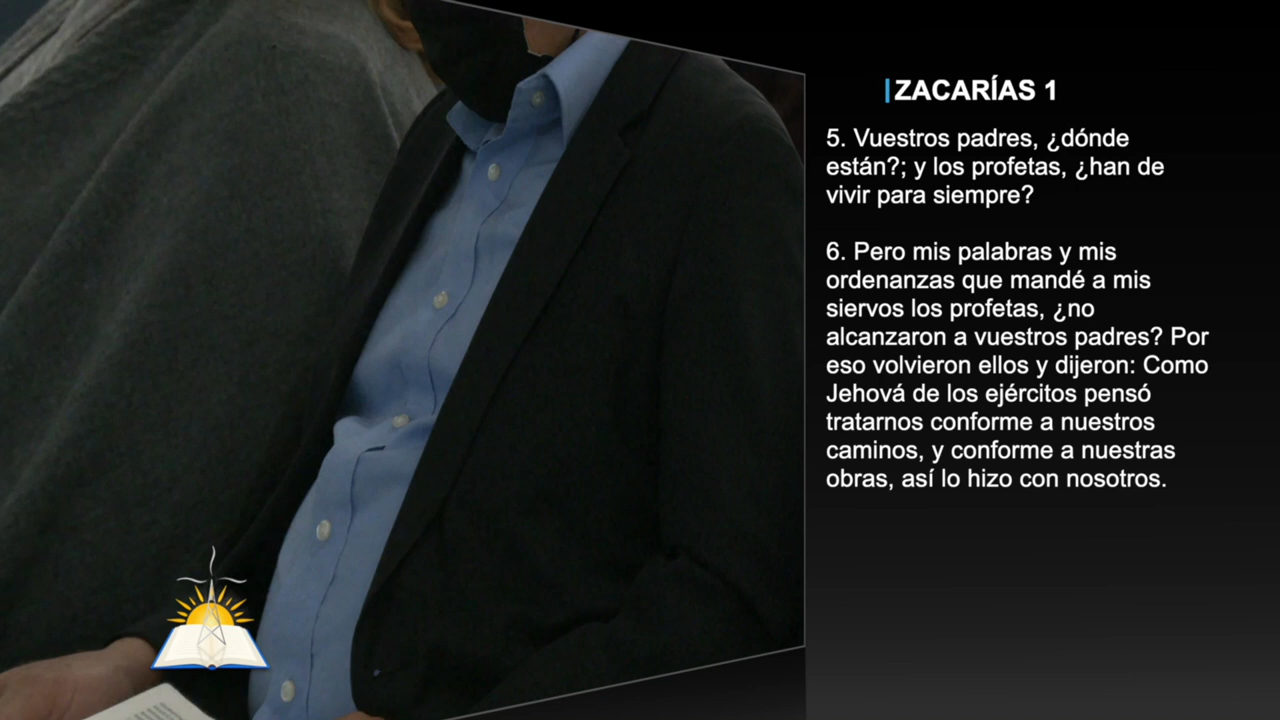 ZACARÍAS 1
5. Vuestros padres, ¿dónde
están?; y los profetas, ¿han de
vivir para siempre?
6. Pero mis palabras y mis
ordenanzas que mandé a mis
siervos los profetas, ¿no
alcanzaron a vuestros padres? Por
eso volvieron ellos y dijeron: Como
Jehová de los ejércitos pensó
tratarnos conforme a nuestros
caminos, y conforme a nuestras
obras, así lo hizo con nosotros.